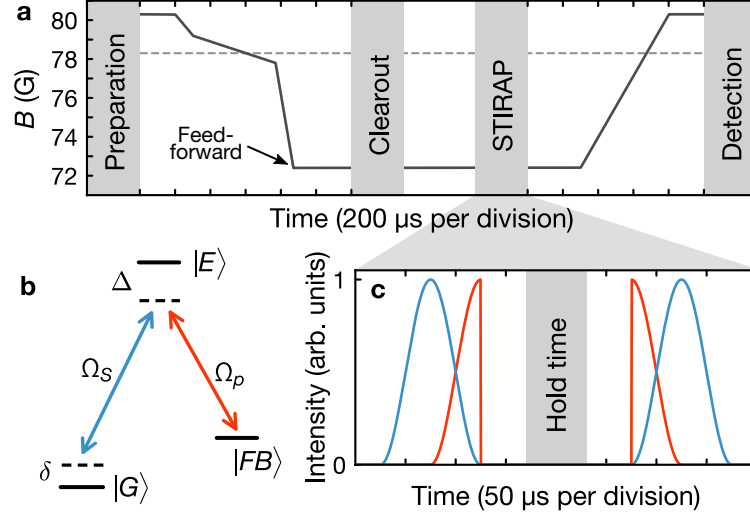 a
B (G)
80
78
76
74
72
Preparation
Feed-
forward
Clearout
STIRAP
Detection
Time (200 µs per division)
b
|E⟩
Δ
Ω_S
Ω_p
δ
|G⟩
|FB⟩
c
Intensity (arb. units)
1
0
Hold time
Time (50 µs per division)